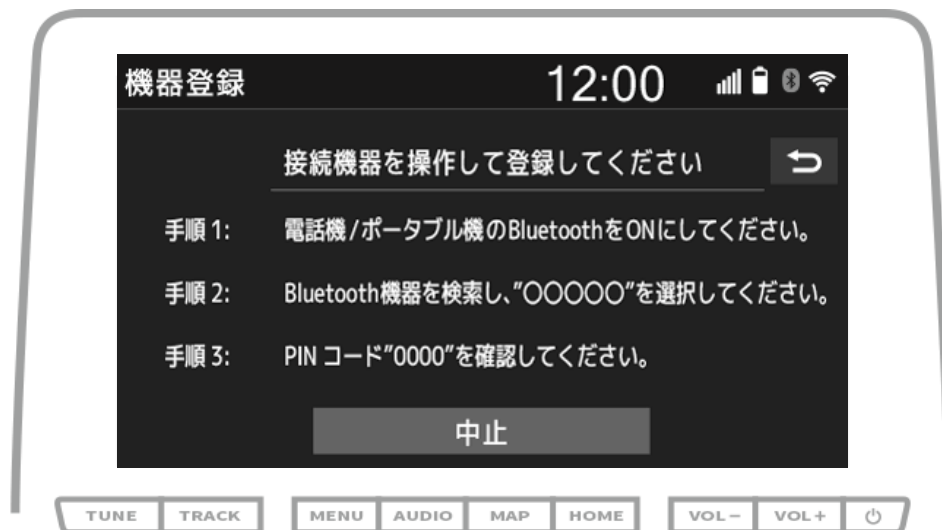 機器登録 12:00
接続機器を操作して登録してください
手順 1: 電話機/ポータブル機のBluetoothをONにしてください。
手順 2: Bluetooth機器を検索し、"〇〇〇〇〇"を選択してください。
手順 3: PIN コード"0000"を確認してください。
中止
TUNE TRACK MENU AUDIO MAP HOME VOL− VOL+